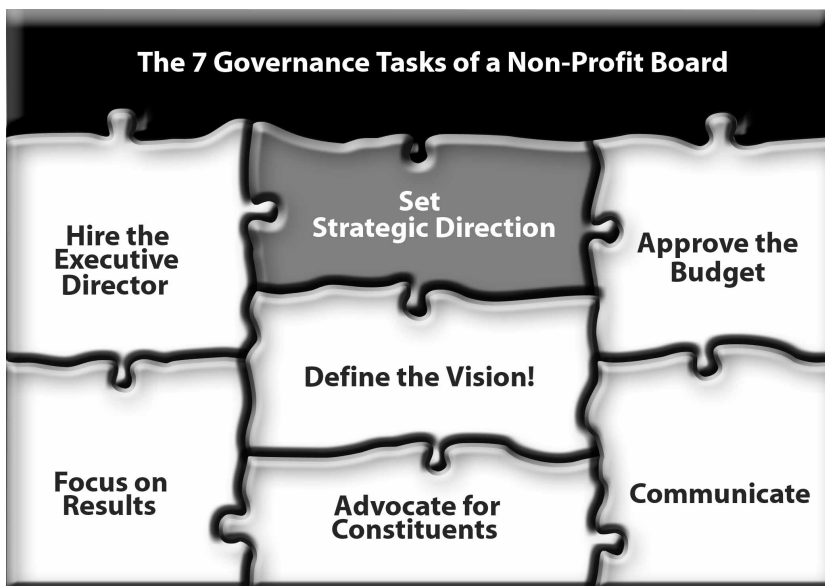 The 7 Governance Tasks of a Non-Profit Board
Hire the
Executive
Director
Set
Strategic Direction
Approve the
Budget
Define the Vision!
Focus on
Results
Advocate for
Constituents
Communicate